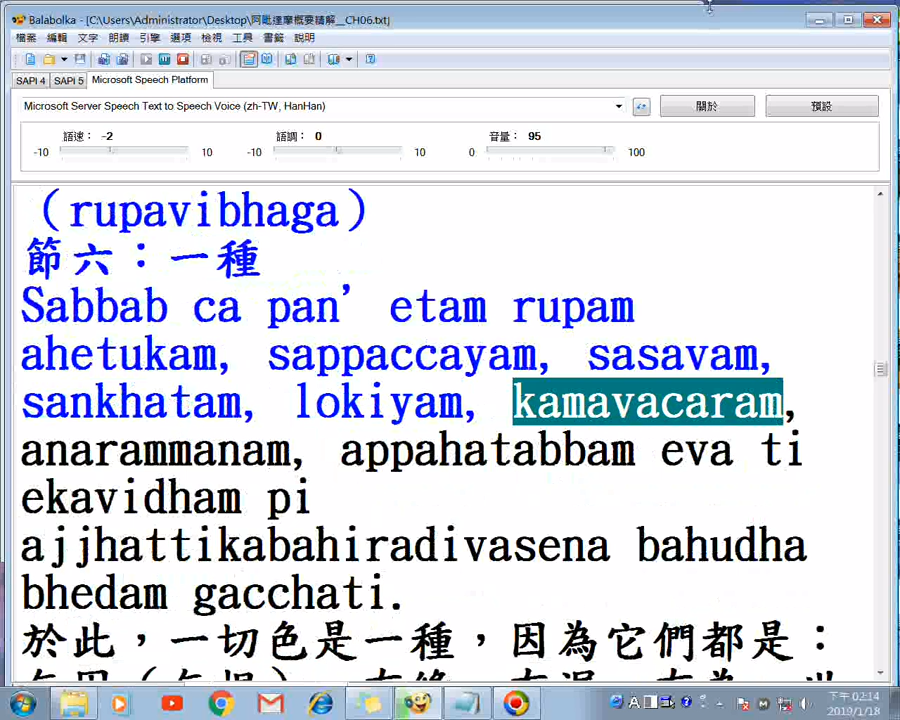 Balabolka - [C:\Users\Administrator\Desktop\阿毗達摩概要精解__CH06.txt]
檔案 編輯 文字 朗讀 引擎 選項 檢視 工具 書籤 說明
SAPI 4 SAPI 5 Microsoft Speech Platform
Microsoft Server Speech Text to Speech Voice (zh-TW, HanHan) 關於 預設
語速： -2 語調： 0 音量： 95
-10 10 -10 10 0 100
（rupavibhaga）
節六：一種
Sabbab ca pan’ etam rupam
ahetukam, sappaccayam, sasavam,
sankhatam, lokiyam, kamavacaram,
anarammanam, appahatabbam eva ti
ekavidham pi
ajjhattikabahiradivasena bahudha
bhedam gacchati.
於此，一切色是一種，因為它們都是：
下午 02:14
2019/1/18